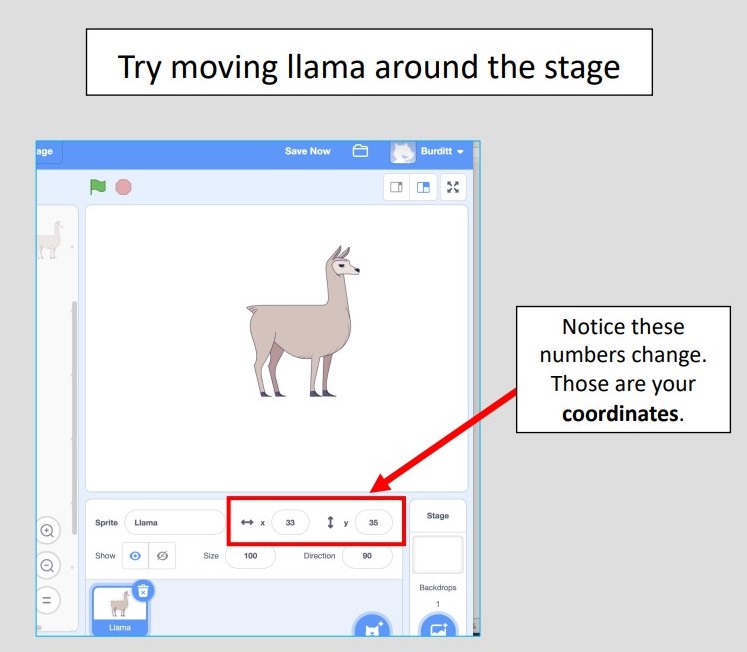 Try moving llama around the stage
age
Save Now
Burditt
Notice these
numbers change.
Those are your
coordinates.
Sprite Llama x 33 y 35
Stage
Show Size 100 Direction 90
Backdrops
1
Llama